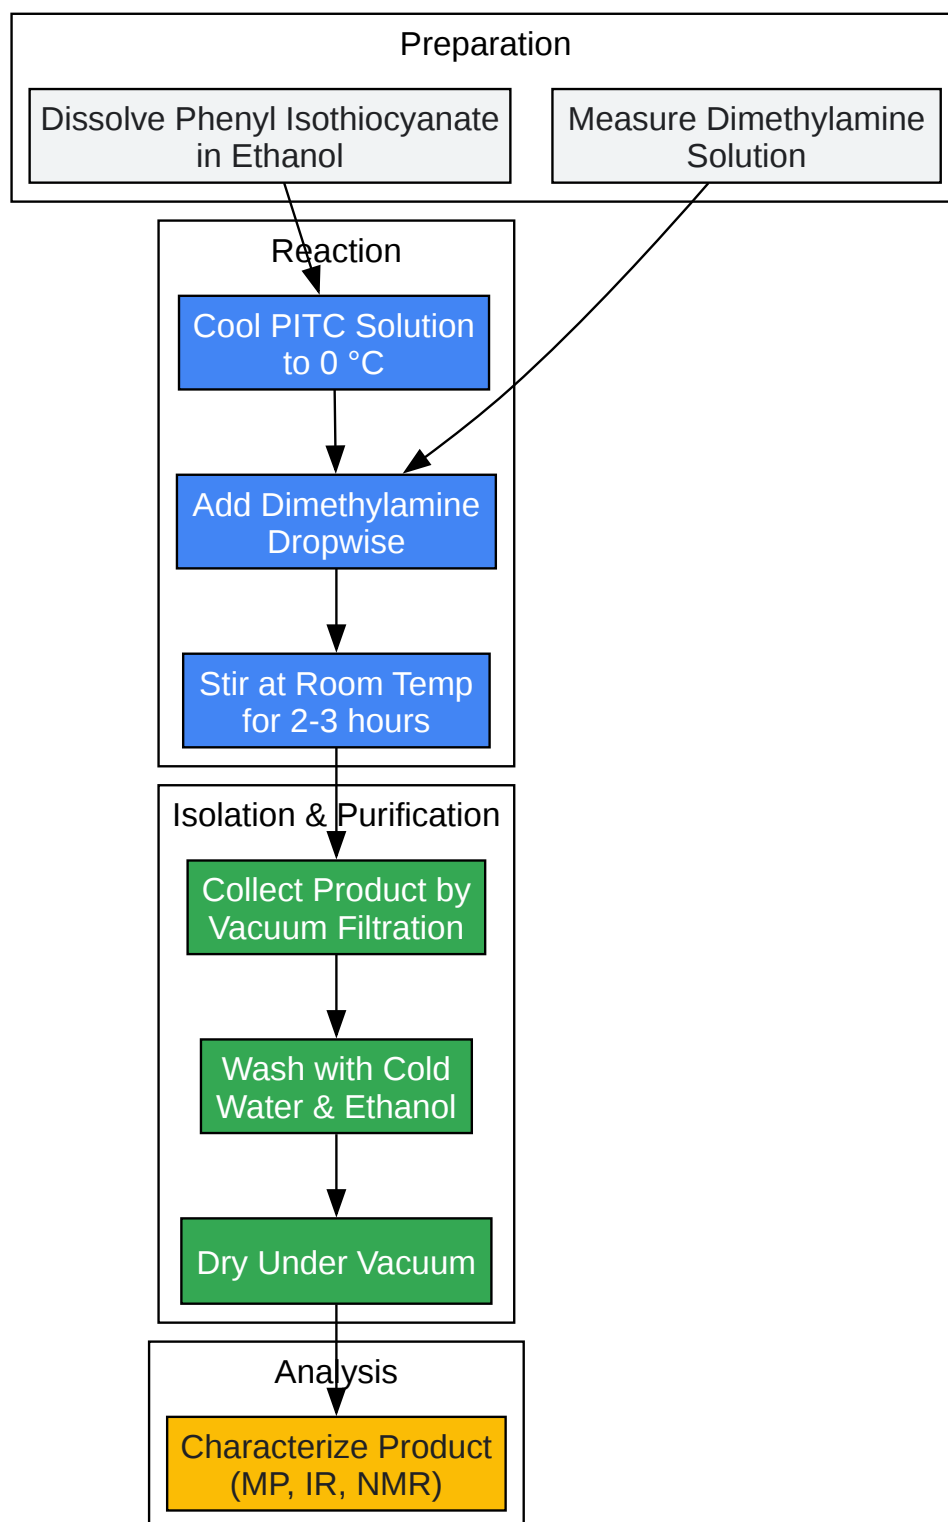 Preparation
Dissolve Phenyl Isothiocyanate
in Ethanol
Measure Dimethylamine
Solution
Reaction
Cool PITC Solution
to 0 °C
Add Dimethylamine
Dropwise
Stir at Room Temp
for 2-3 hours
Isolation & Purification
Collect Product by
Vacuum Filtration
Wash with Cold
Water & Ethanol
Dry Under Vacuum
Analysis
Characterize Product
(MP, IR, NMR)